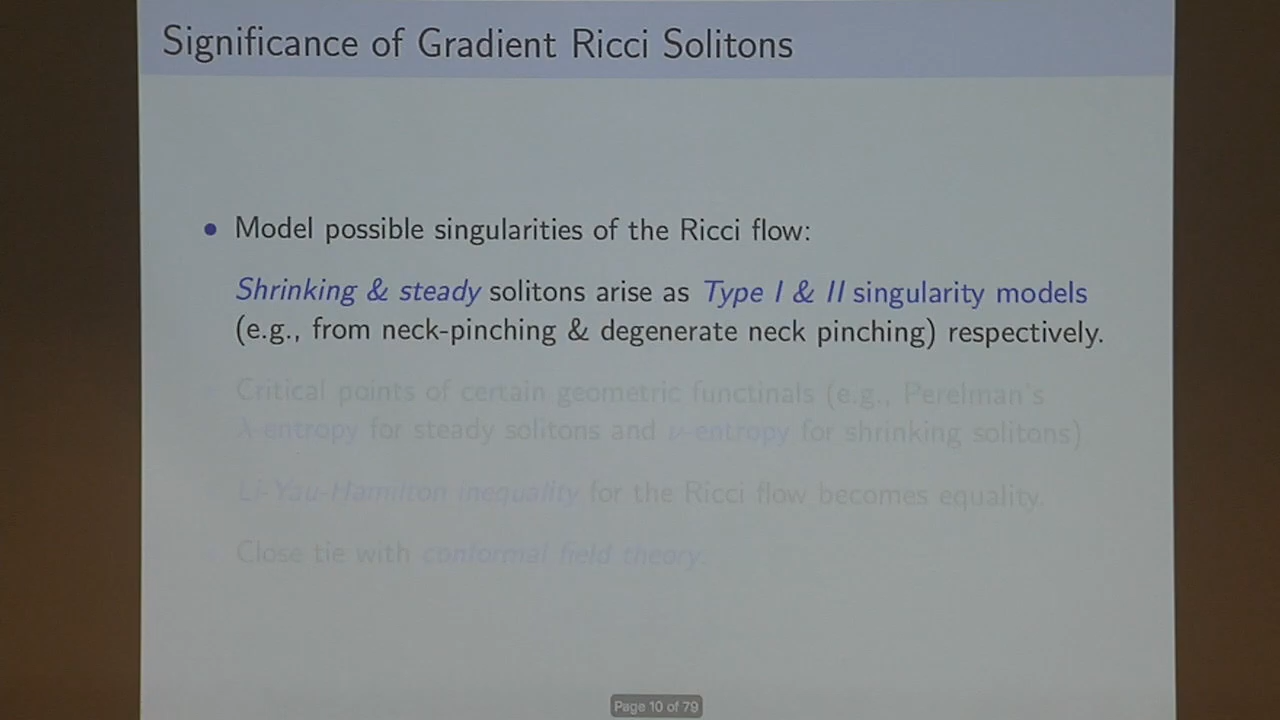 Significance of Gradient Ricci Solitons
• Model possible singularities of the Ricci flow:
Shrinking & steady solitons arise as Type I & II singularity models
(e.g., from neck-pinching & degenerate neck pinching) respectively.
• Critical points of certain geometric functinals (e.g., Perelman's
λ-entropy for steady solitons and ν-entropy for shrinking solitons)
• Li-Yau-Hamilton inequality for the Ricci flow becomes equality.
• Close tie with conformal field theory.
Page 10 of 79